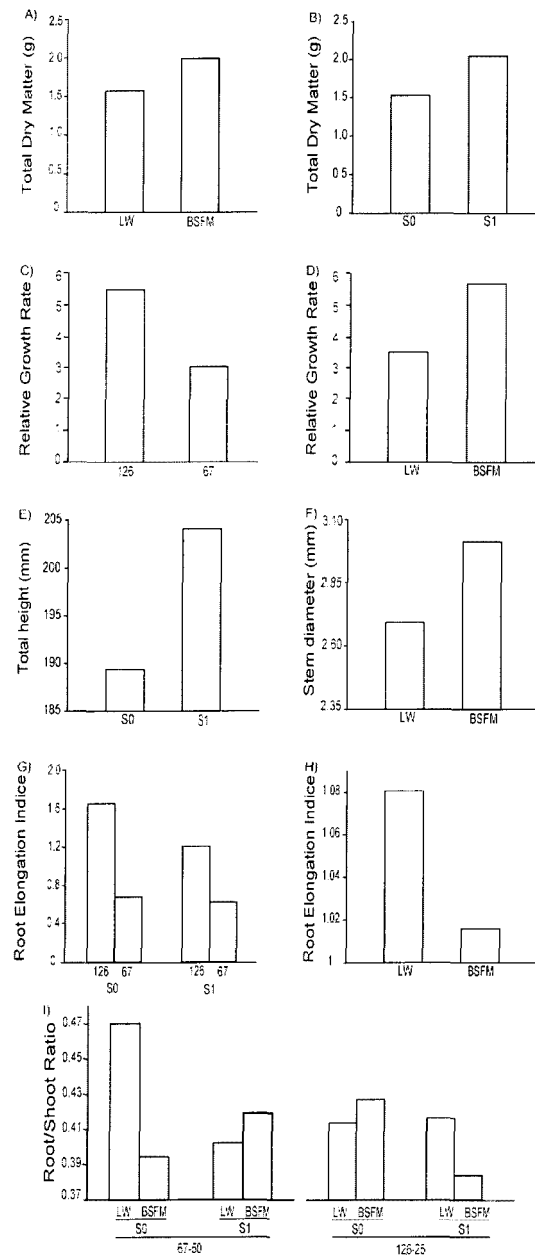 A)
Total Dry Matter (g)
2.5
2.0
1.5
1.0
0.5
0
LW BSFM
B)
Total Dry Matter (g)
2.5
2.0
1.5
1.0
0.5
0
S0 S1
C)
Relative Growth Rate
6
5
4
3
2
1
0
126 67
D)
Relative Growth Rate
6
5
4
3
2
1
0
LW BSFM
E)
Total height (mm)
205
200
195
190
185
S0 S1
F)
Stem diameter (mm)
3.10
2.85
2.60
2.35
LW BSFM
G)
Root Elongation Indice
2.0
1.6
1.2
0.8
0.4
0
126 67 126 67
S0 S1
H)
Root Elongation Indice
1.08
1.06
1.04
1.02
1
LW BSFM
I)
Root/Shoot Ratio
0.47
0.45
0.43
0.41
0.39
0.37
LW BSFM LW BSFM LW BSFM LW BSFM
S0 S1 S0 S1
67-50 126-25